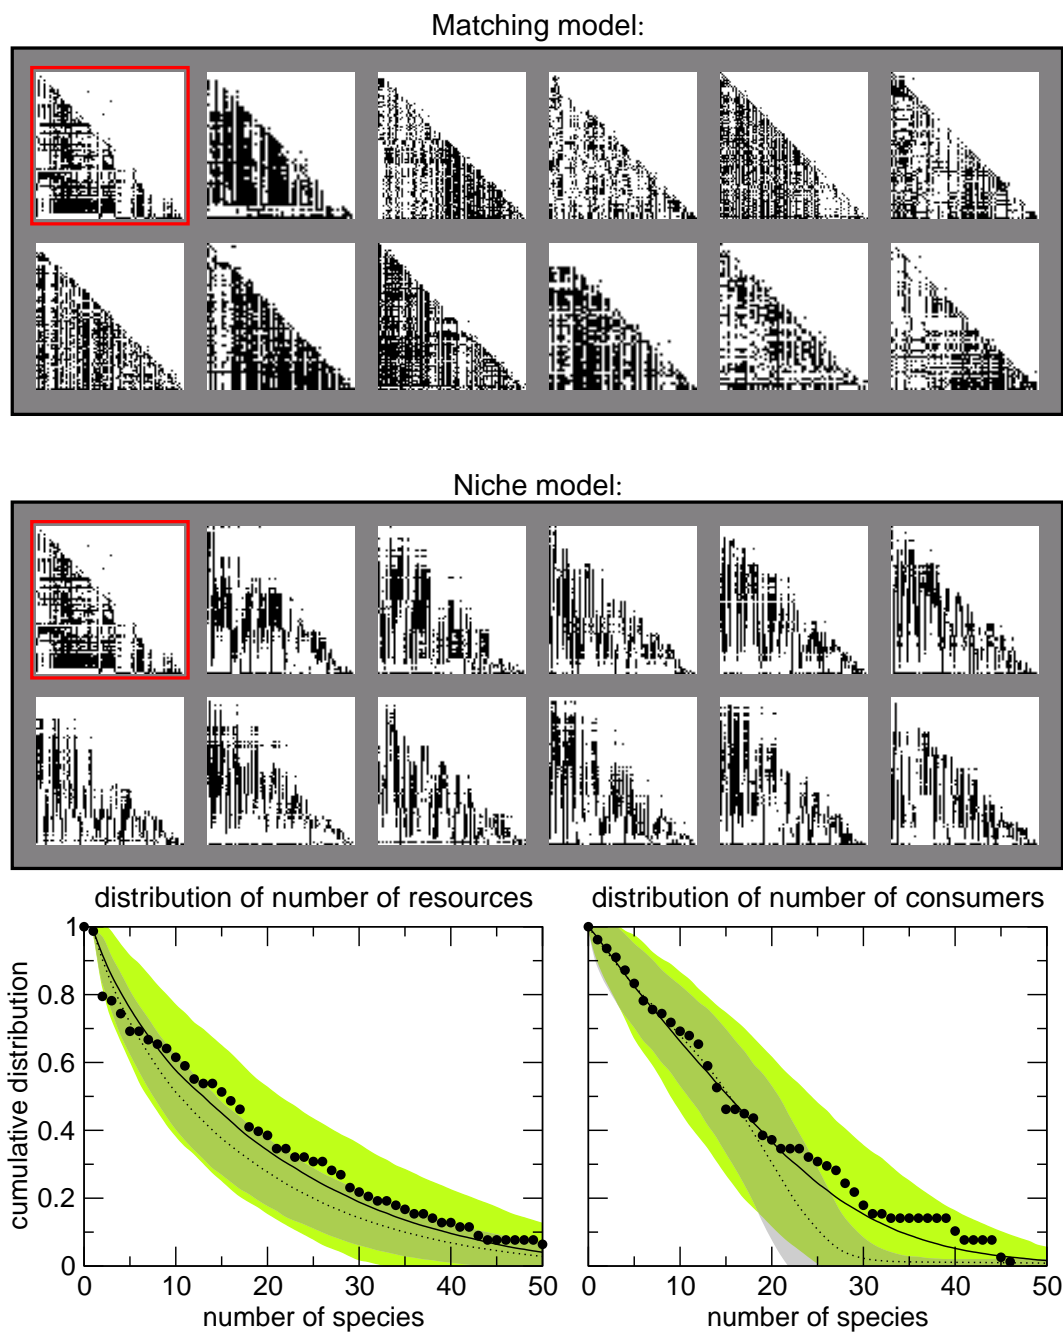 Matching model:
Niche model:
distribution of number of resources
distribution of number of consumers
cumulative distribution
1
0.8
0.6
0.4
0.2
0
0 10 20 30 40 50
0 10 20 30 40 50
number of species
number of species